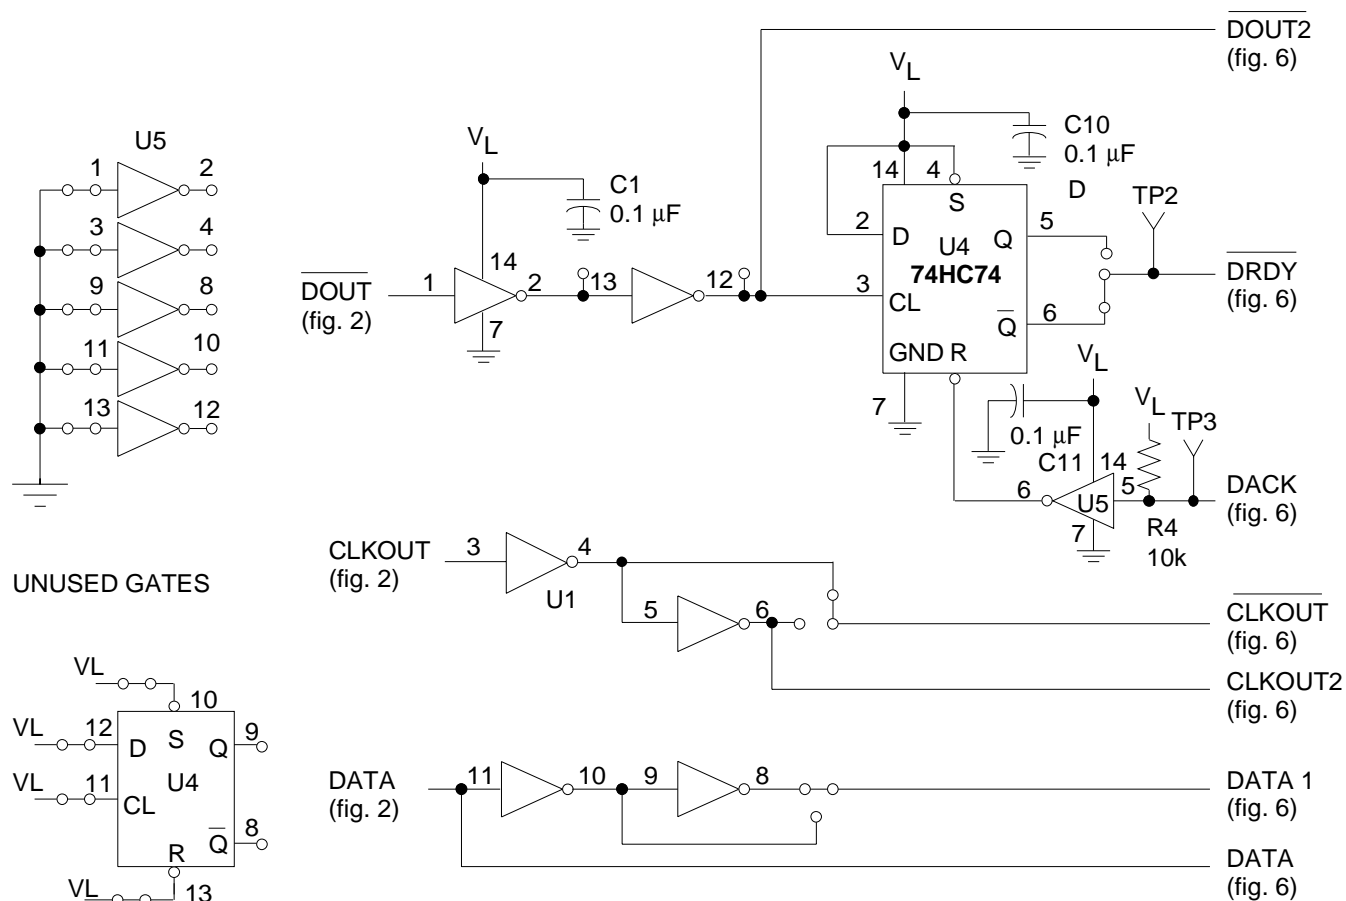 DOUT2
(fig. 6)
VL
C10
0.1 µF
D
U5
1
2
3
4
9
8
11
10
13
12
VL
C1
0.1 µF
14
DOUT
(fig. 2)
1
2
7
13
12
14
4
S
2
D
U4
74HC74
Q
5
3
CL
Q
6
GND R
7
TP2
DRDY
(fig. 6)
VL
0.1 µF
C11
VL
TP3
14
6
U5
5
7
R4
10k
DACK
(fig. 6)
CLKOUT
(fig. 2)
3
4
U1
5
6
CLKOUT
(fig. 6)
CLKOUT2
(fig. 6)
UNUSED GATES
VL
10
VL
12
D
S
Q
9
VL
11
CL
U4
Q
8
R
VL
13
DATA
(fig. 2)
11
10
9
8
DATA 1
(fig. 6)
DATA
(fig. 6)